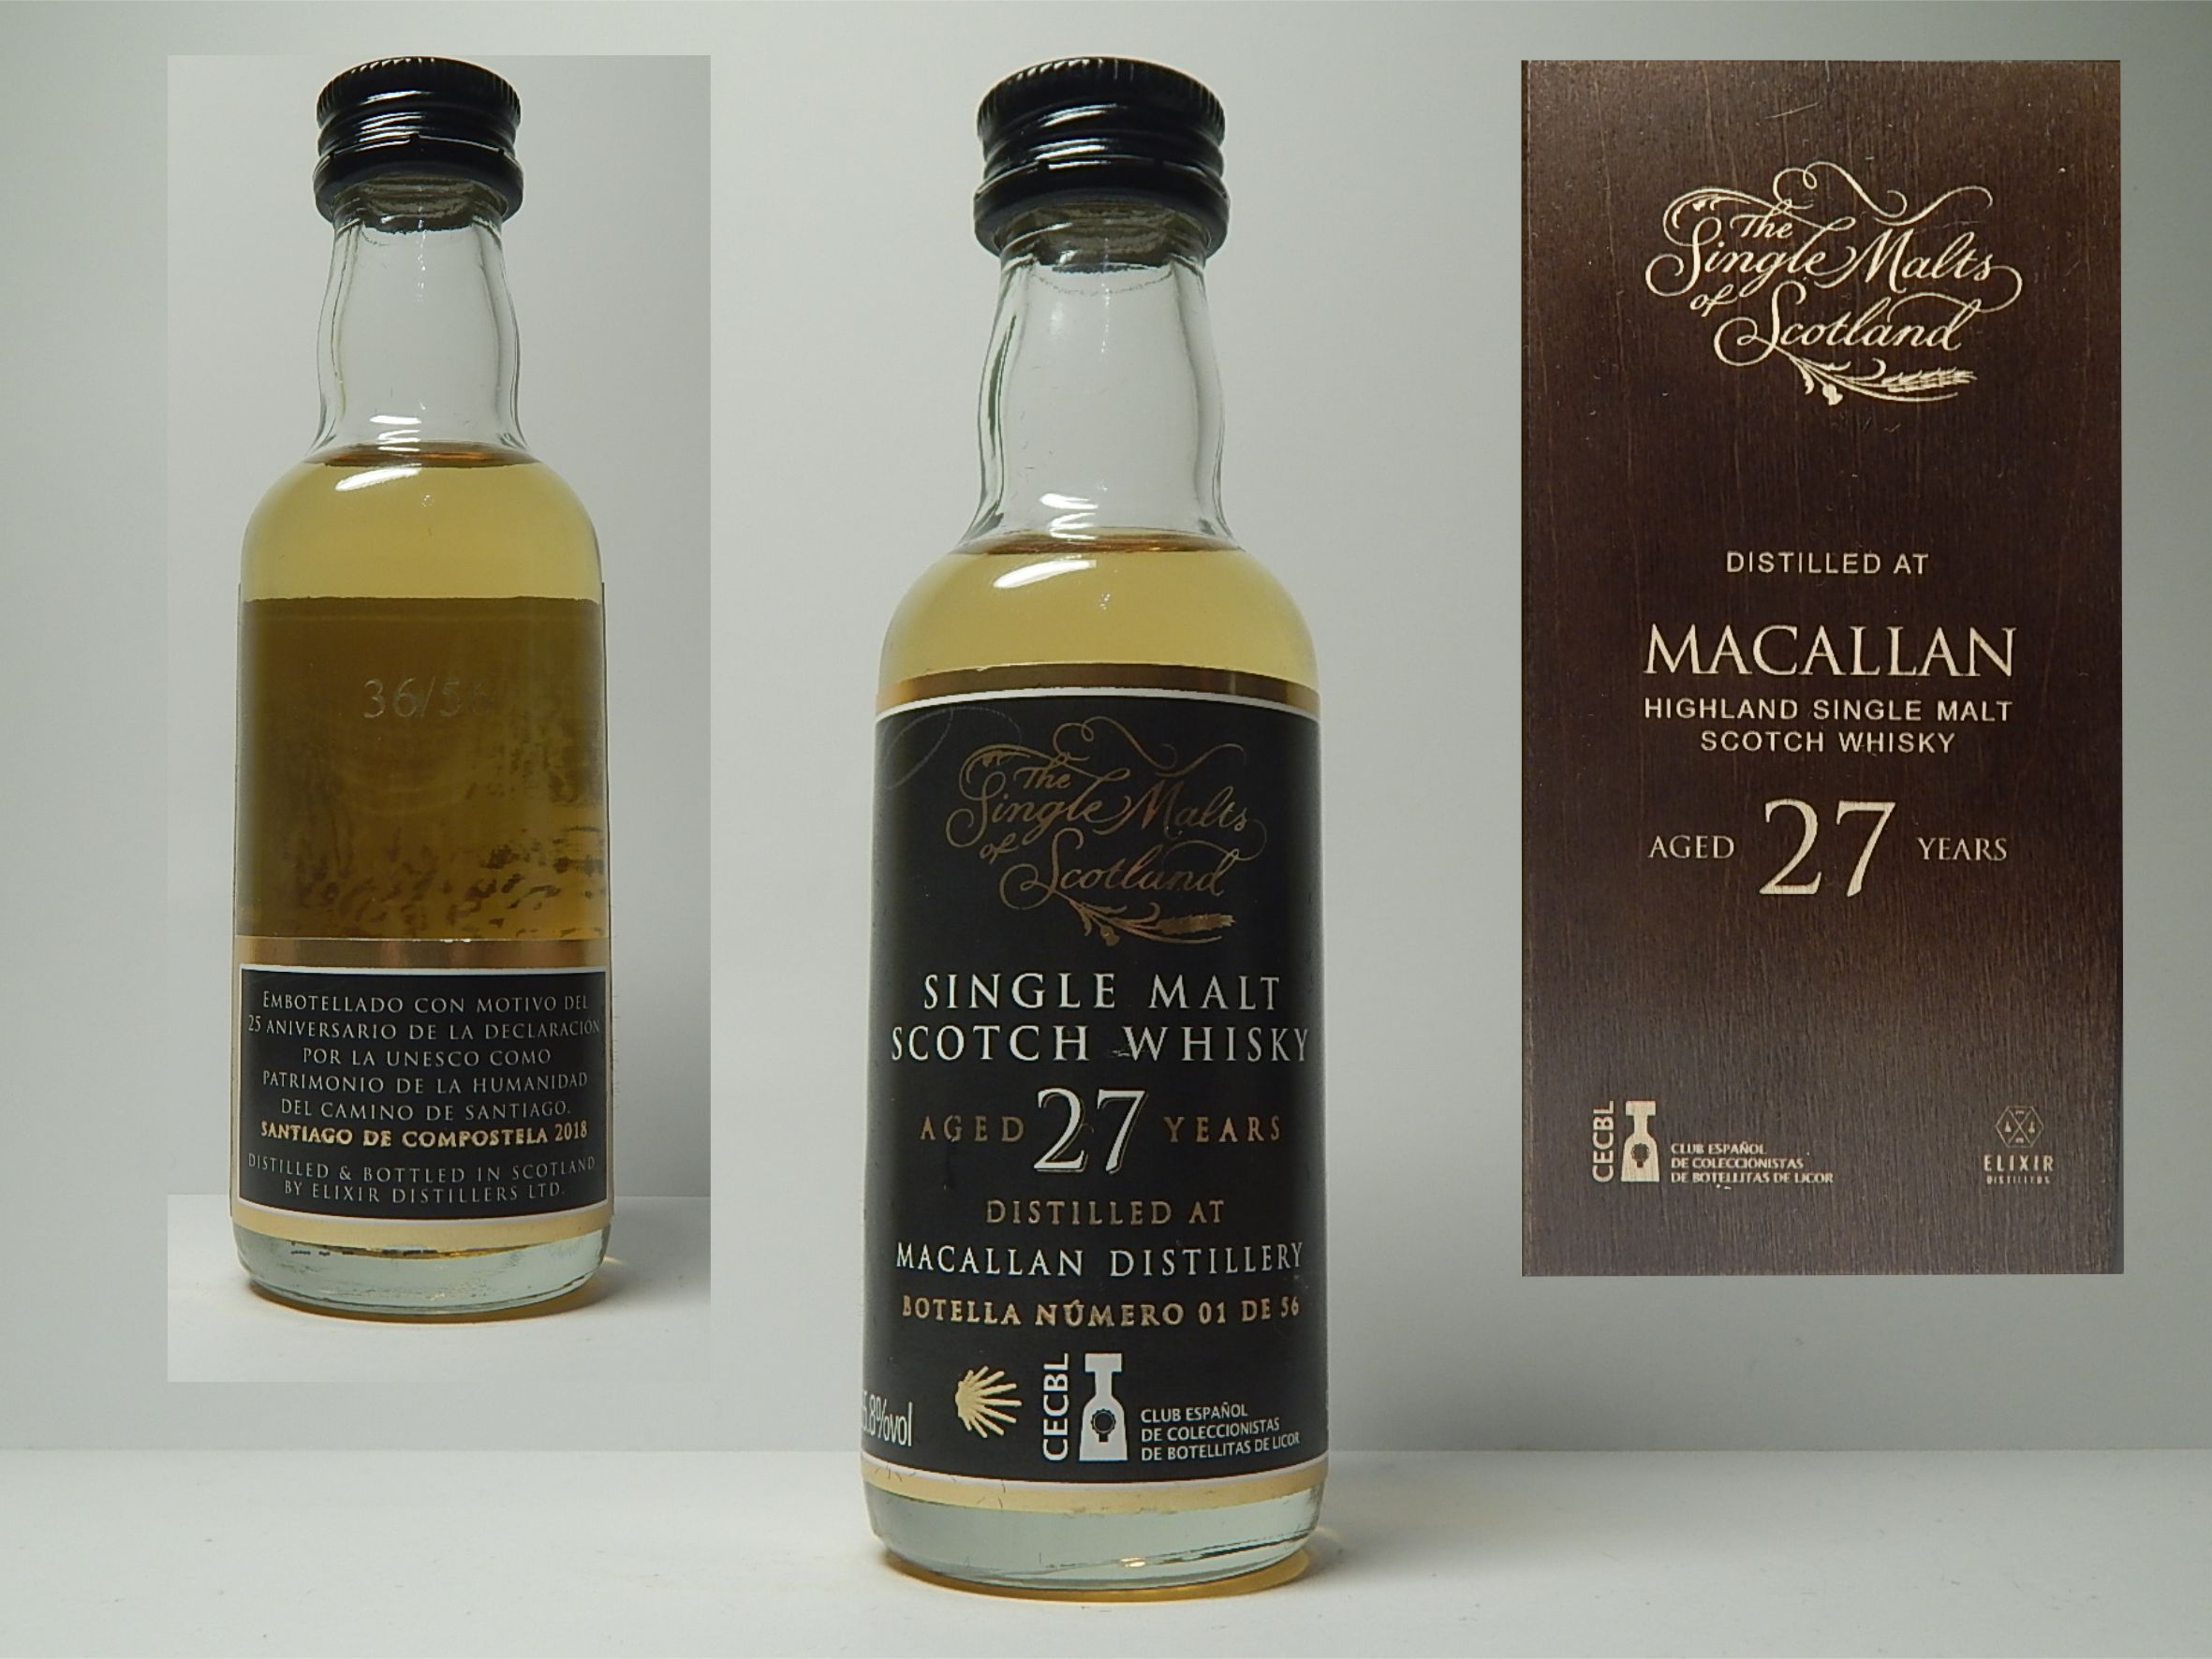 36/56
EMBOTELLADO CON MOTIVO DEL
25 ANIVERSARIO DE LA DECLARACIÓN
POR LA UNESCO COMO
PATRIMONIO DE LA HUMANIDAD
DEL CAMINO DE SANTIAGO.
SANTIAGO DE COMPOSTELA 2018
DISTILLED & BOTTLED IN SCOTLAND
BY ELIXIR DISTILLERS LTD.
The
Single Malts
of
Scotland
SINGLE MALT
SCOTCH WHISKY
AGED 27 YEARS
DISTILLED AT
MACALLAN DISTILLERY
BOTELLA NÚMERO 01 DE 56
5.8%vol
CECBL
CLUB ESPAÑOL
DE COLECCIONISTAS
DE BOTELLITAS DE LICOR
The
Single Malts
of
Scotland
DISTILLED AT
MACALLAN
HIGHLAND SINGLE MALT
SCOTCH WHISKY
AGED 27 YEARS
CECBL
CLUB ESPAÑOL
DE COLECCIONISTAS
DE BOTELLITAS DE LICOR
ELIXIR
DISTILLERS